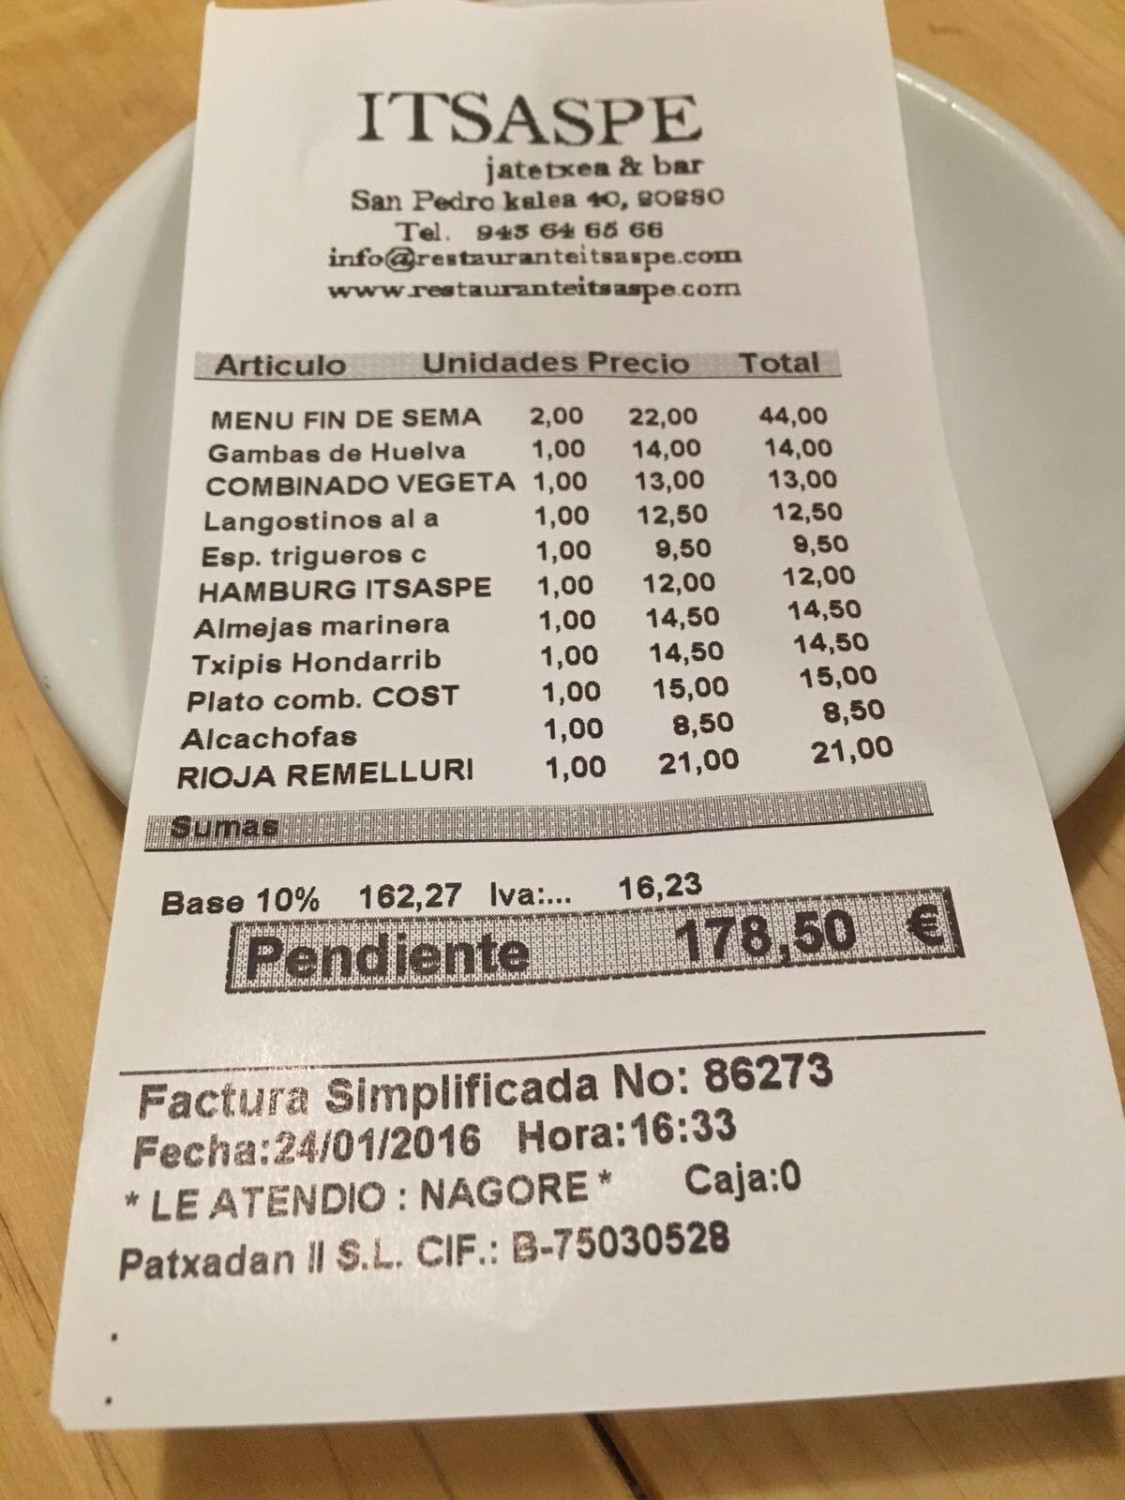 ITSASPE
jatetxea & bar
San Pedro kalea 40, 20280
Tel. 943 64 65 66
info@restauranteitsaspe.com
www.restauranteitsaspe.com
Articulo Unidades Precio Total
MENU FIN DE SEMA 2,00 22,00 44,00
Gambas de Huelva 1,00 14,00 14,00
COMBINADO VEGETA 1,00 13,00 13,00
Langostinos al a 1,00 12,50 12,50
Esp. trigueros c 1,00 9,50 9,50
HAMBURG ITSASPE 1,00 12,00 12,00
Almejas marinera 1,00 14,50 14,50
Txipis Hondarrib 1,00 14,50 14,50
Plato comb. COST 1,00 15,00 15,00
Alcachofas 1,00 8,50 8,50
RIOJA REMELLURI 1,00 21,00 21,00
Sumas
Base 10% 162,27 Iva:... 16,23
Pendiente 178,50 €
Factura Simplificada No: 86273
Fecha:24/01/2016 Hora:16:33
* LE ATENDIO : NAGORE * Caja:0
Patxadan II S.L. CIF.: B-75030528